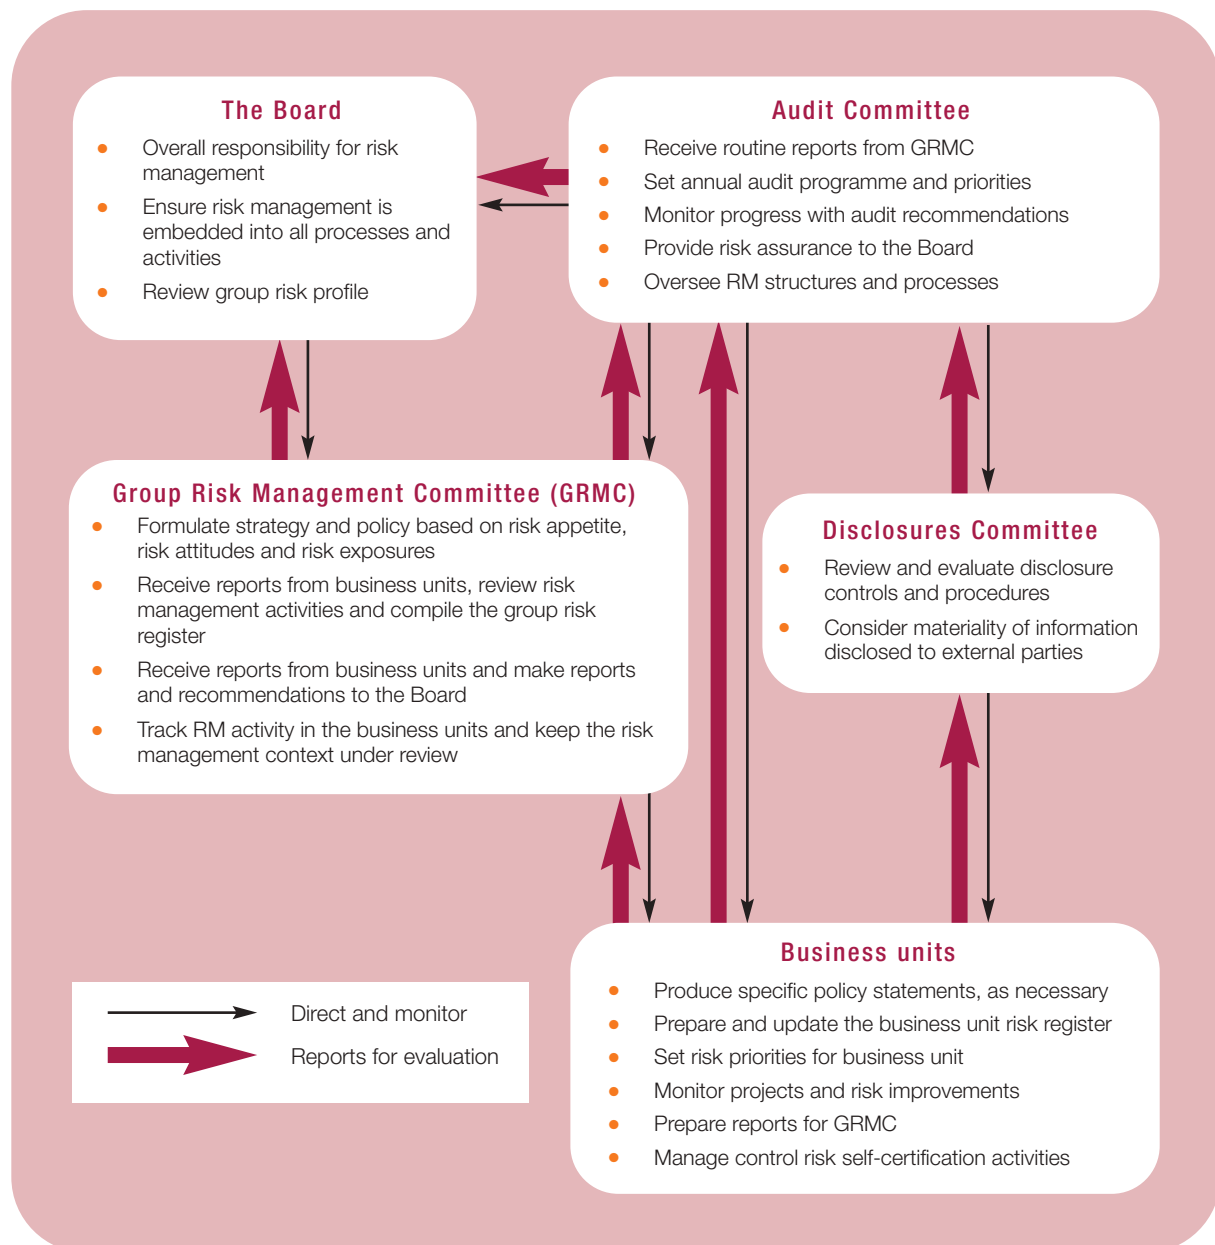 The Board
Overall responsibility for risk
management
Ensure risk management is
embedded into all processes and
activities
Review group risk profile
Audit Committee
Receive routine reports from GRMC
Set annual audit programme and priorities
Monitor progress with audit recommendations
Provide risk assurance to the Board
Oversee RM structures and processes
Group Risk Management Committee (GRMC)
Formulate strategy and policy based on risk appetite,
risk attitudes and risk exposures
Receive reports from business units, review risk
management activities and compile the group risk
register
Receive reports from business units and make reports
and recommendations to the Board
Track RM activity in the business units and keep the risk
management context under review
Disclosures Committee
Review and evaluate disclosure
controls and procedures
Consider materiality of information
disclosed to external parties
Business units
Produce specific policy statements, as necessary
Prepare and update the business unit risk register
Set risk priorities for business unit
Monitor projects and risk improvements
Prepare reports for GRMC
Manage control risk self-certification activities
Direct and monitor
Reports for evaluation